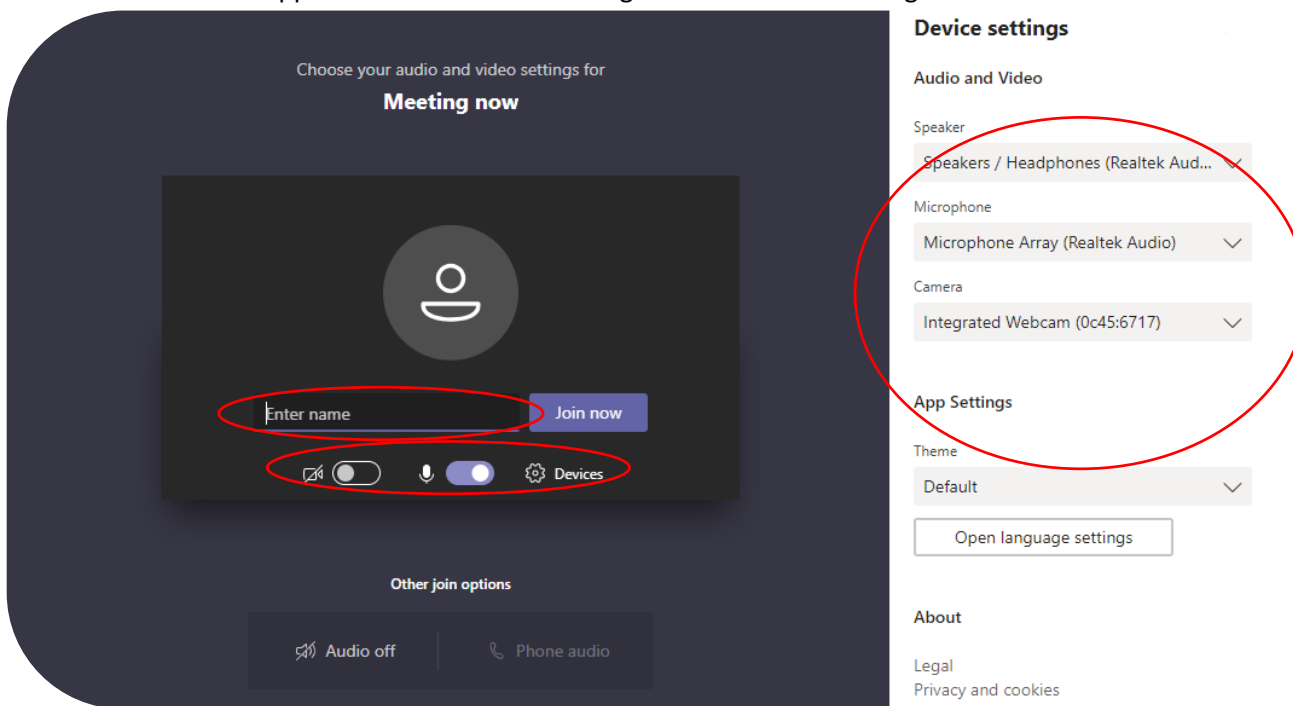 Choose your audio and video settings for
Meeting now
Enter name
Join now
Devices
Other join options
Audio off
Phone audio
Device settings
Audio and Video
Speaker
Speakers / Headphones (Realtek Aud...
Microphone
Microphone Array (Realtek Audio)
Camera
Integrated Webcam (0c45:6717)
App Settings
Theme
Default
Open language settings
About
Legal
Privacy and cookies